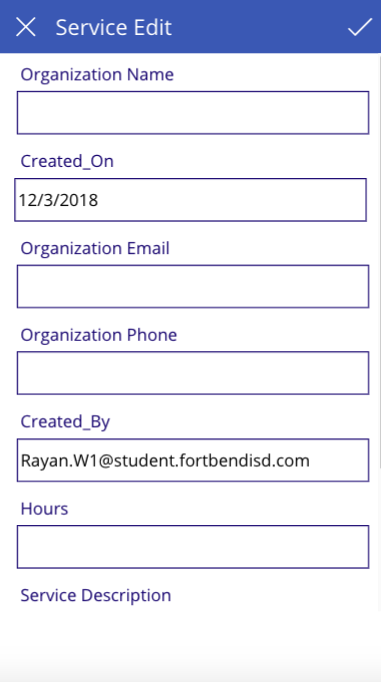 Service Edit
Organization Name
Created_On
12/3/2018
Organization Email
Organization Phone
Created_By
Rayan.W1@student.fortbendisd.com
Hours
Service Description